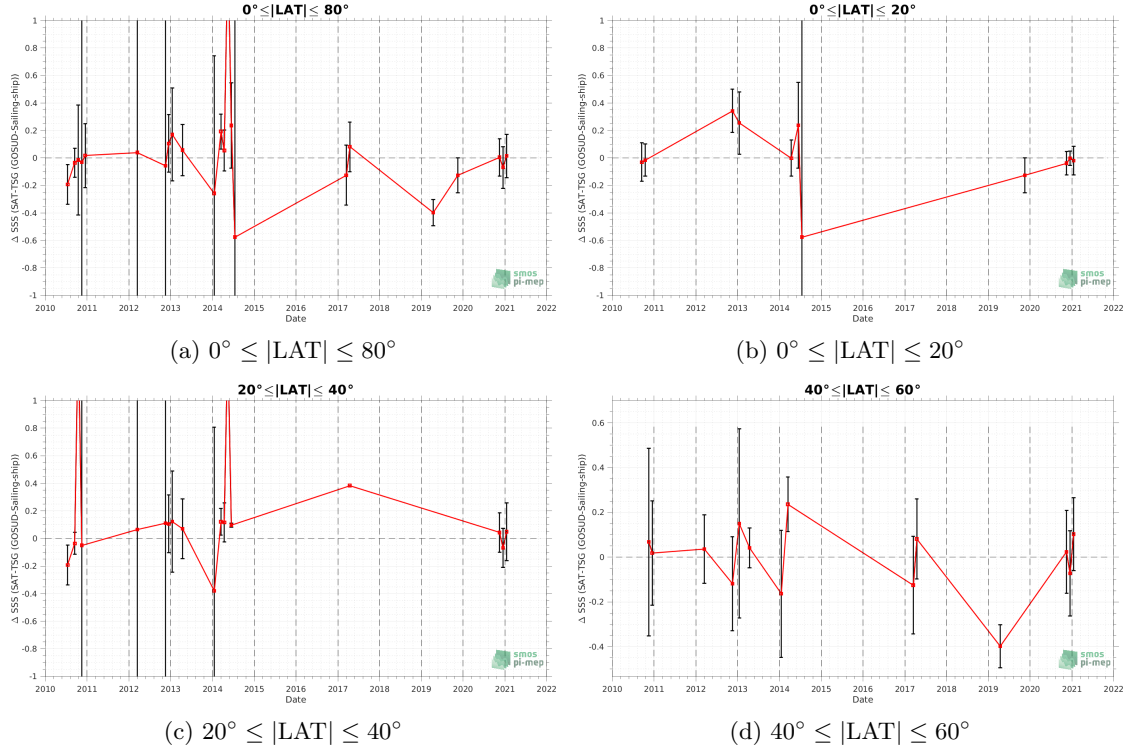 0°≤|LAT|≤ 80°
Δ SSS (SAT-TSG (GOSUD-Sailing-ship))
1
0.8
0.6
0.4
0.2
0
-0.2
-0.4
-0.6
-0.8
-1
2010 2011 2012 2013 2014 2015 2016 2017 2018 2019 2020 2021 2022
Date
smos
pi-mep
(a) 0° ≤ |LAT| ≤ 80°
0°≤|LAT|≤ 20°
Δ SSS (SAT-TSG (GOSUD-Sailing-ship))
1
0.8
0.6
0.4
0.2
0
-0.2
-0.4
-0.6
-0.8
-1
2010 2011 2012 2013 2014 2015 2016 2017 2018 2019 2020 2021 2022
Date
smos
pi-mep
(b) 0° ≤ |LAT| ≤ 20°
20°≤|LAT|≤ 40°
Δ SSS (SAT-TSG (GOSUD-Sailing-ship))
1
0.8
0.6
0.4
0.2
0
-0.2
-0.4
-0.6
-0.8
-1
2010 2011 2012 2013 2014 2015 2016 2017 2018 2019 2020 2021 2022
Date
smos
pi-mep
(c) 20° ≤ |LAT| ≤ 40°
40°≤|LAT|≤ 60°
Δ SSS (SAT-TSG (GOSUD-Sailing-ship))
0.6
0.4
0.2
0
-0.2
-0.4
2010 2011 2012 2013 2014 2015 2016 2017 2018 2019 2020 2021 2022
Date
smos
pi-mep
(d) 40° ≤ |LAT| ≤ 60°